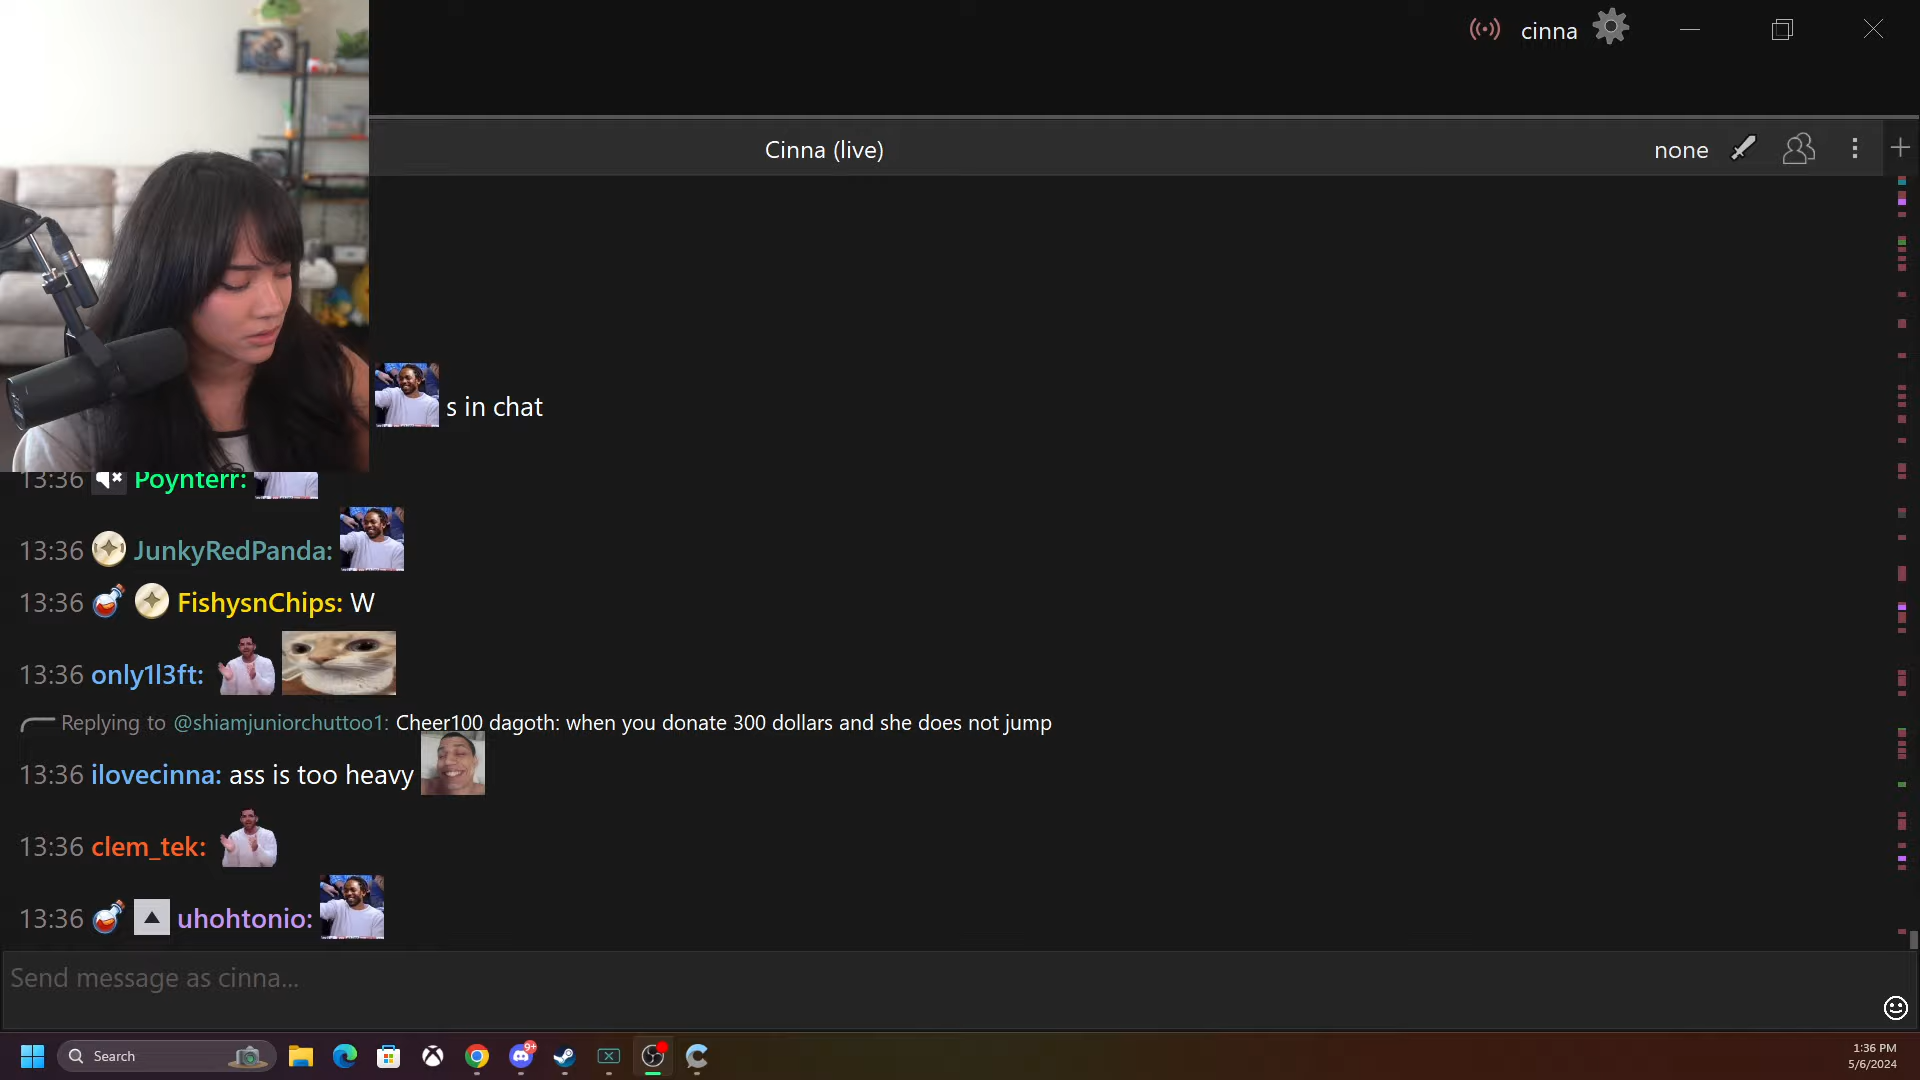 cinna
Cinna (live)
none
s in chat
13:36 Poynterr:
13:36 JunkyRedPanda:
13:36 FishysnChips: W
13:36 only1l3ft:
Replying to @shiamjuniorchuttoo1: Cheer100 dagoth: when you donate 300 dollars and she does not jump
13:36 ilovecinna: ass is too heavy
13:36 clem_tek:
13:36 uhohtonio:
Send message as cinna...
Search
9+
1:36 PM
5/6/2024